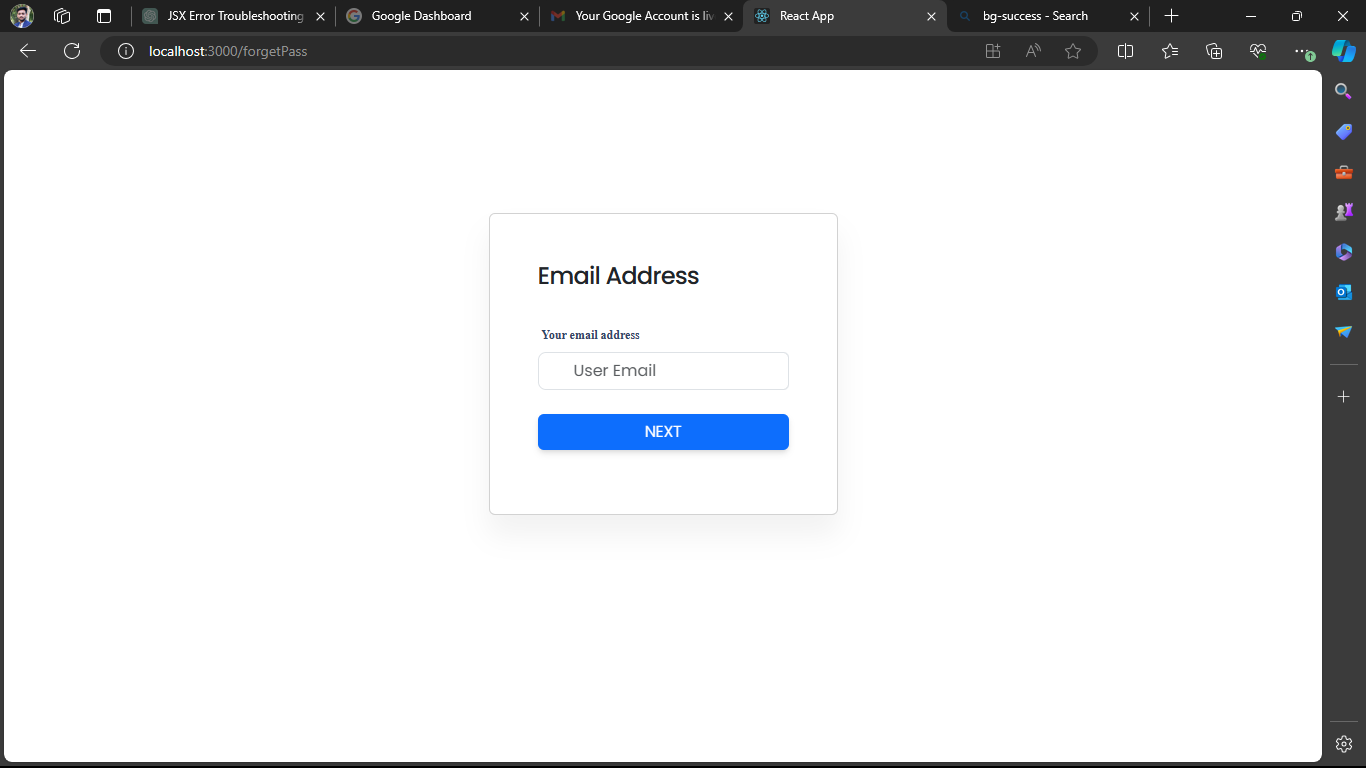 JSX Error Troubleshooting
Google Dashboard
Your Google Account is liv
React App
bg-success - Search
localhost:3000/forgetPass
Email Address
Your email address
User Email
NEXT